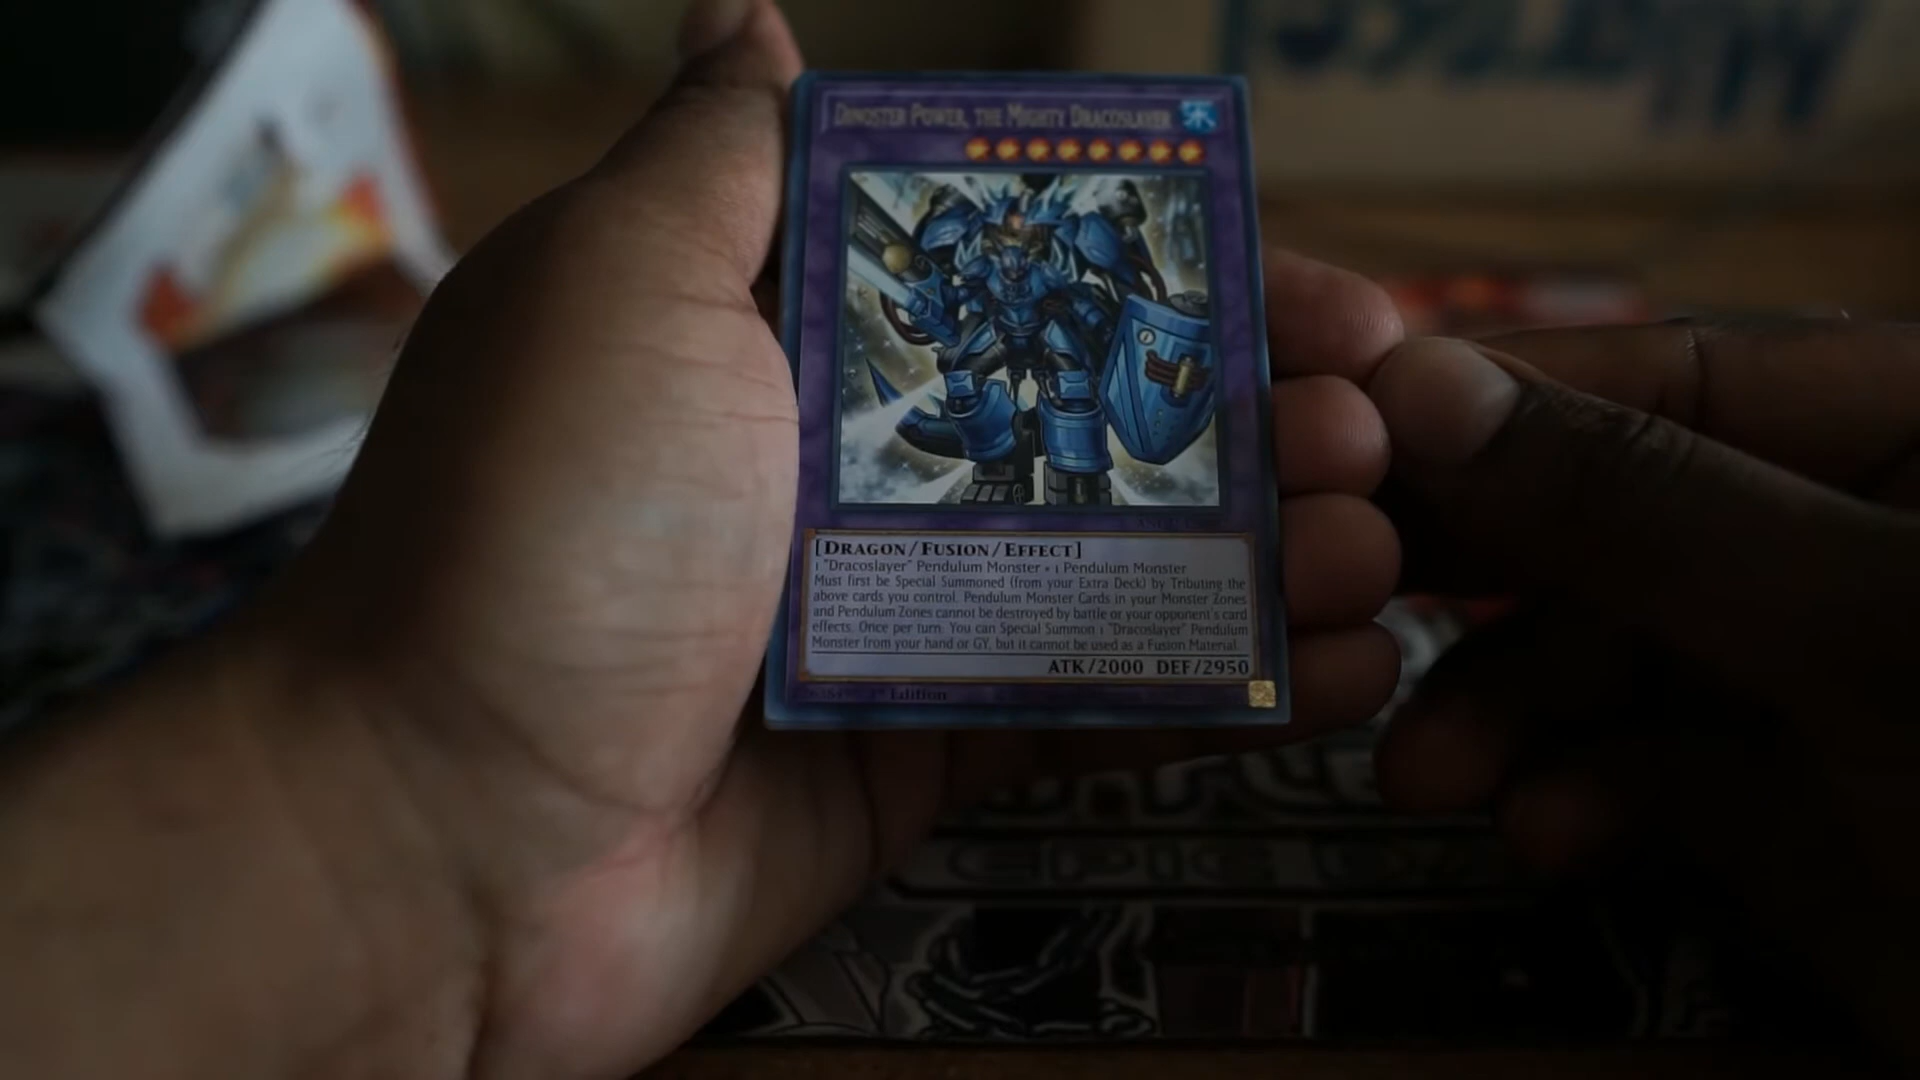 Dinoster Power, the Mighty Dracoslayer
[Dragon/Fusion/Effect]
1 "Dracoslayer" Pendulum Monster + 1 Pendulum Monster
Must first be Special Summoned (from your Extra Deck) by Tributing the
above cards you control. Pendulum Monster Cards in your Monster Zones
and Pendulum Zones cannot be destroyed by battle or your opponent's card
effects. Once per turn: You can Special Summon 1 "Dracoslayer" Pendulum
Monster from your hand or GY, but it cannot be used as a Fusion Material.
ATK/2000 DEF/2950
Edition
EPIC